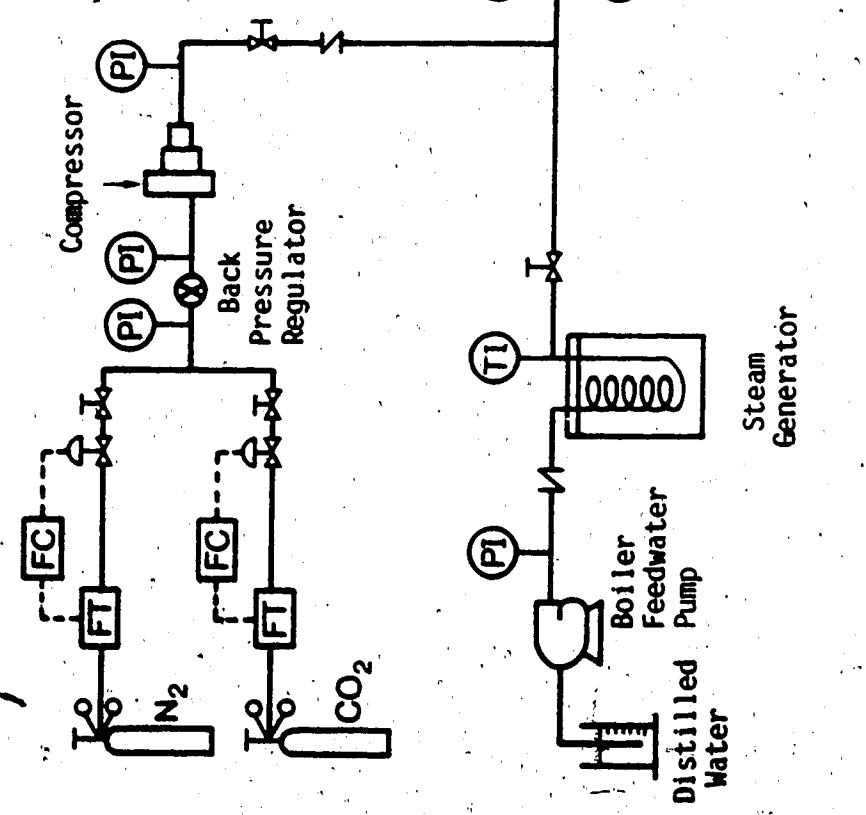 PI
Compressor
PI
PI
Back
Pressure
Regulator
FC
FT
N2
FC
FT
CO2
TI
Steam
Generator
PI
Boiler
Feedwater
Pump
Distilled
Water